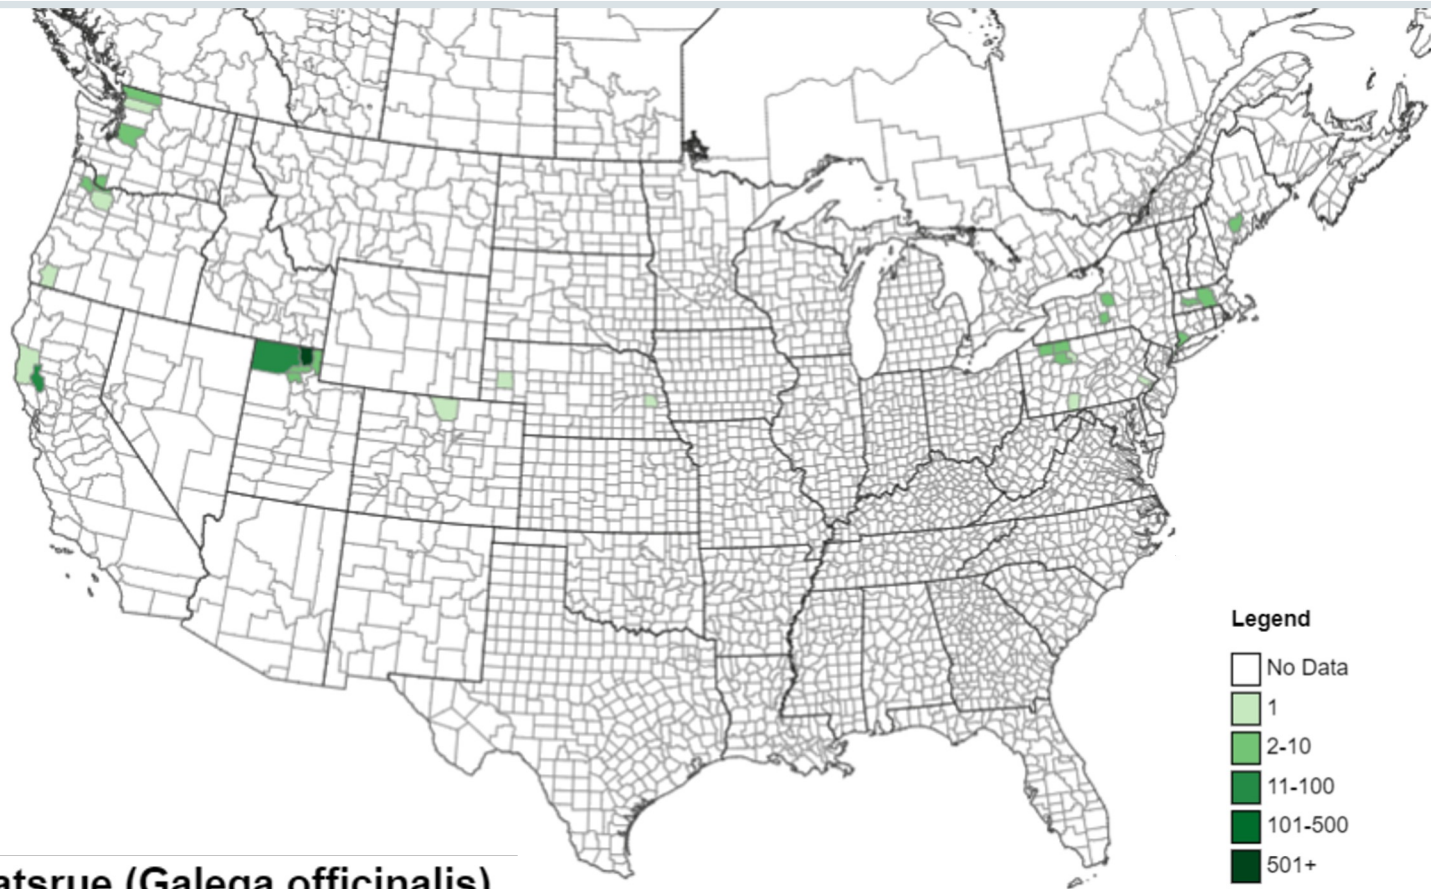 Legend
No Data
1
2-10
11-100
101-500
501+
atsrue (Galega officinalis)